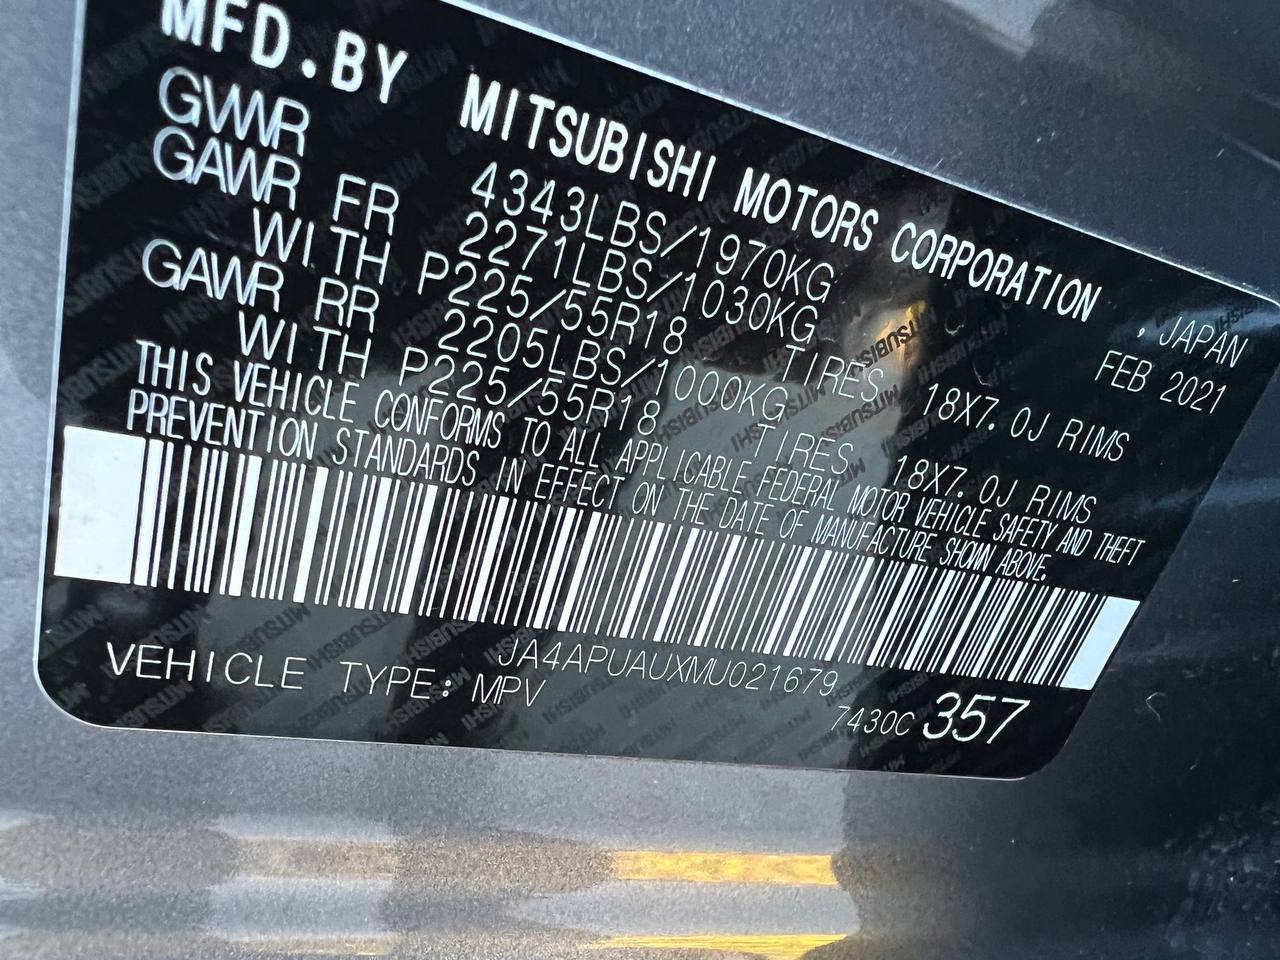 MFD.BY MITSUBISHI MOTORS CORPORATION , JAPAN
FEB 2021
GVWR 4343LBS/1970KG
GAWR FR 2271LBS/1030KG
WITH P225/55R18 TIRES 18X7.0J RIMS
GAWR RR 2205LBS/1000KG
WITH P225/55R18 TIRES 18X7.0J RIMS
THIS VEHICLE CONFORMS TO ALL APPLICABLE FEDERAL MOTOR VEHICLE SAFETY AND THEFT
PREVENTION STANDARDS IN EFFECT ON THE DATE OF MANUFACTURE SHOWN ABOVE.
JA4APUAUXMU021679
VEHICLE TYPE: MPV
7430C 357